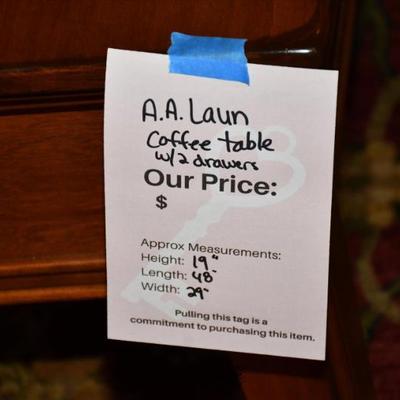 A.A. Laun
Coffee table
w/2 drawers
Our Price:
$
Approx Measurements:
Height: 19"
Length: 48"
Width: 29"
Pulling this tag is a
commitment to purchasing this item.